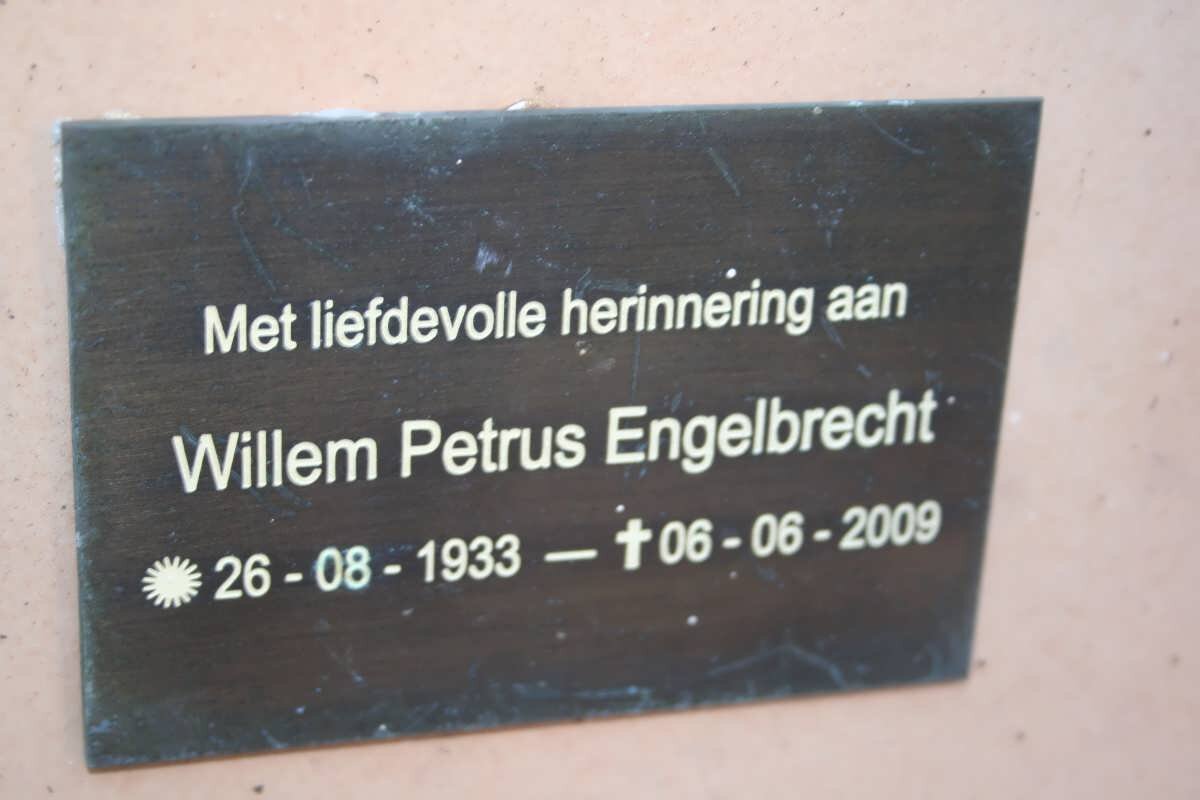 Met liefdevolle herinnering aan
Willem Petrus Engelbrecht
26 - 08 - 1933 — ✝ 06 - 06 - 2009